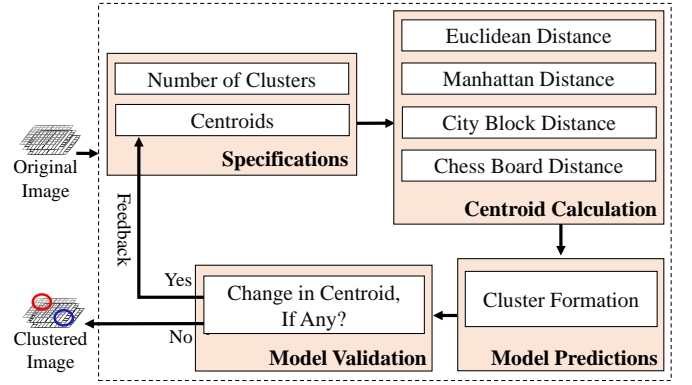 Number of Clusters
Centroids
Specifications
Euclidean Distance
Manhattan Distance
City Block Distance
Chess Board Distance
Centroid Calculation
Original
Image
Feedback
Yes
No
Change in Centroid,
If Any?
Model Validation
Cluster Formation
Model Predictions
Clustered
Image